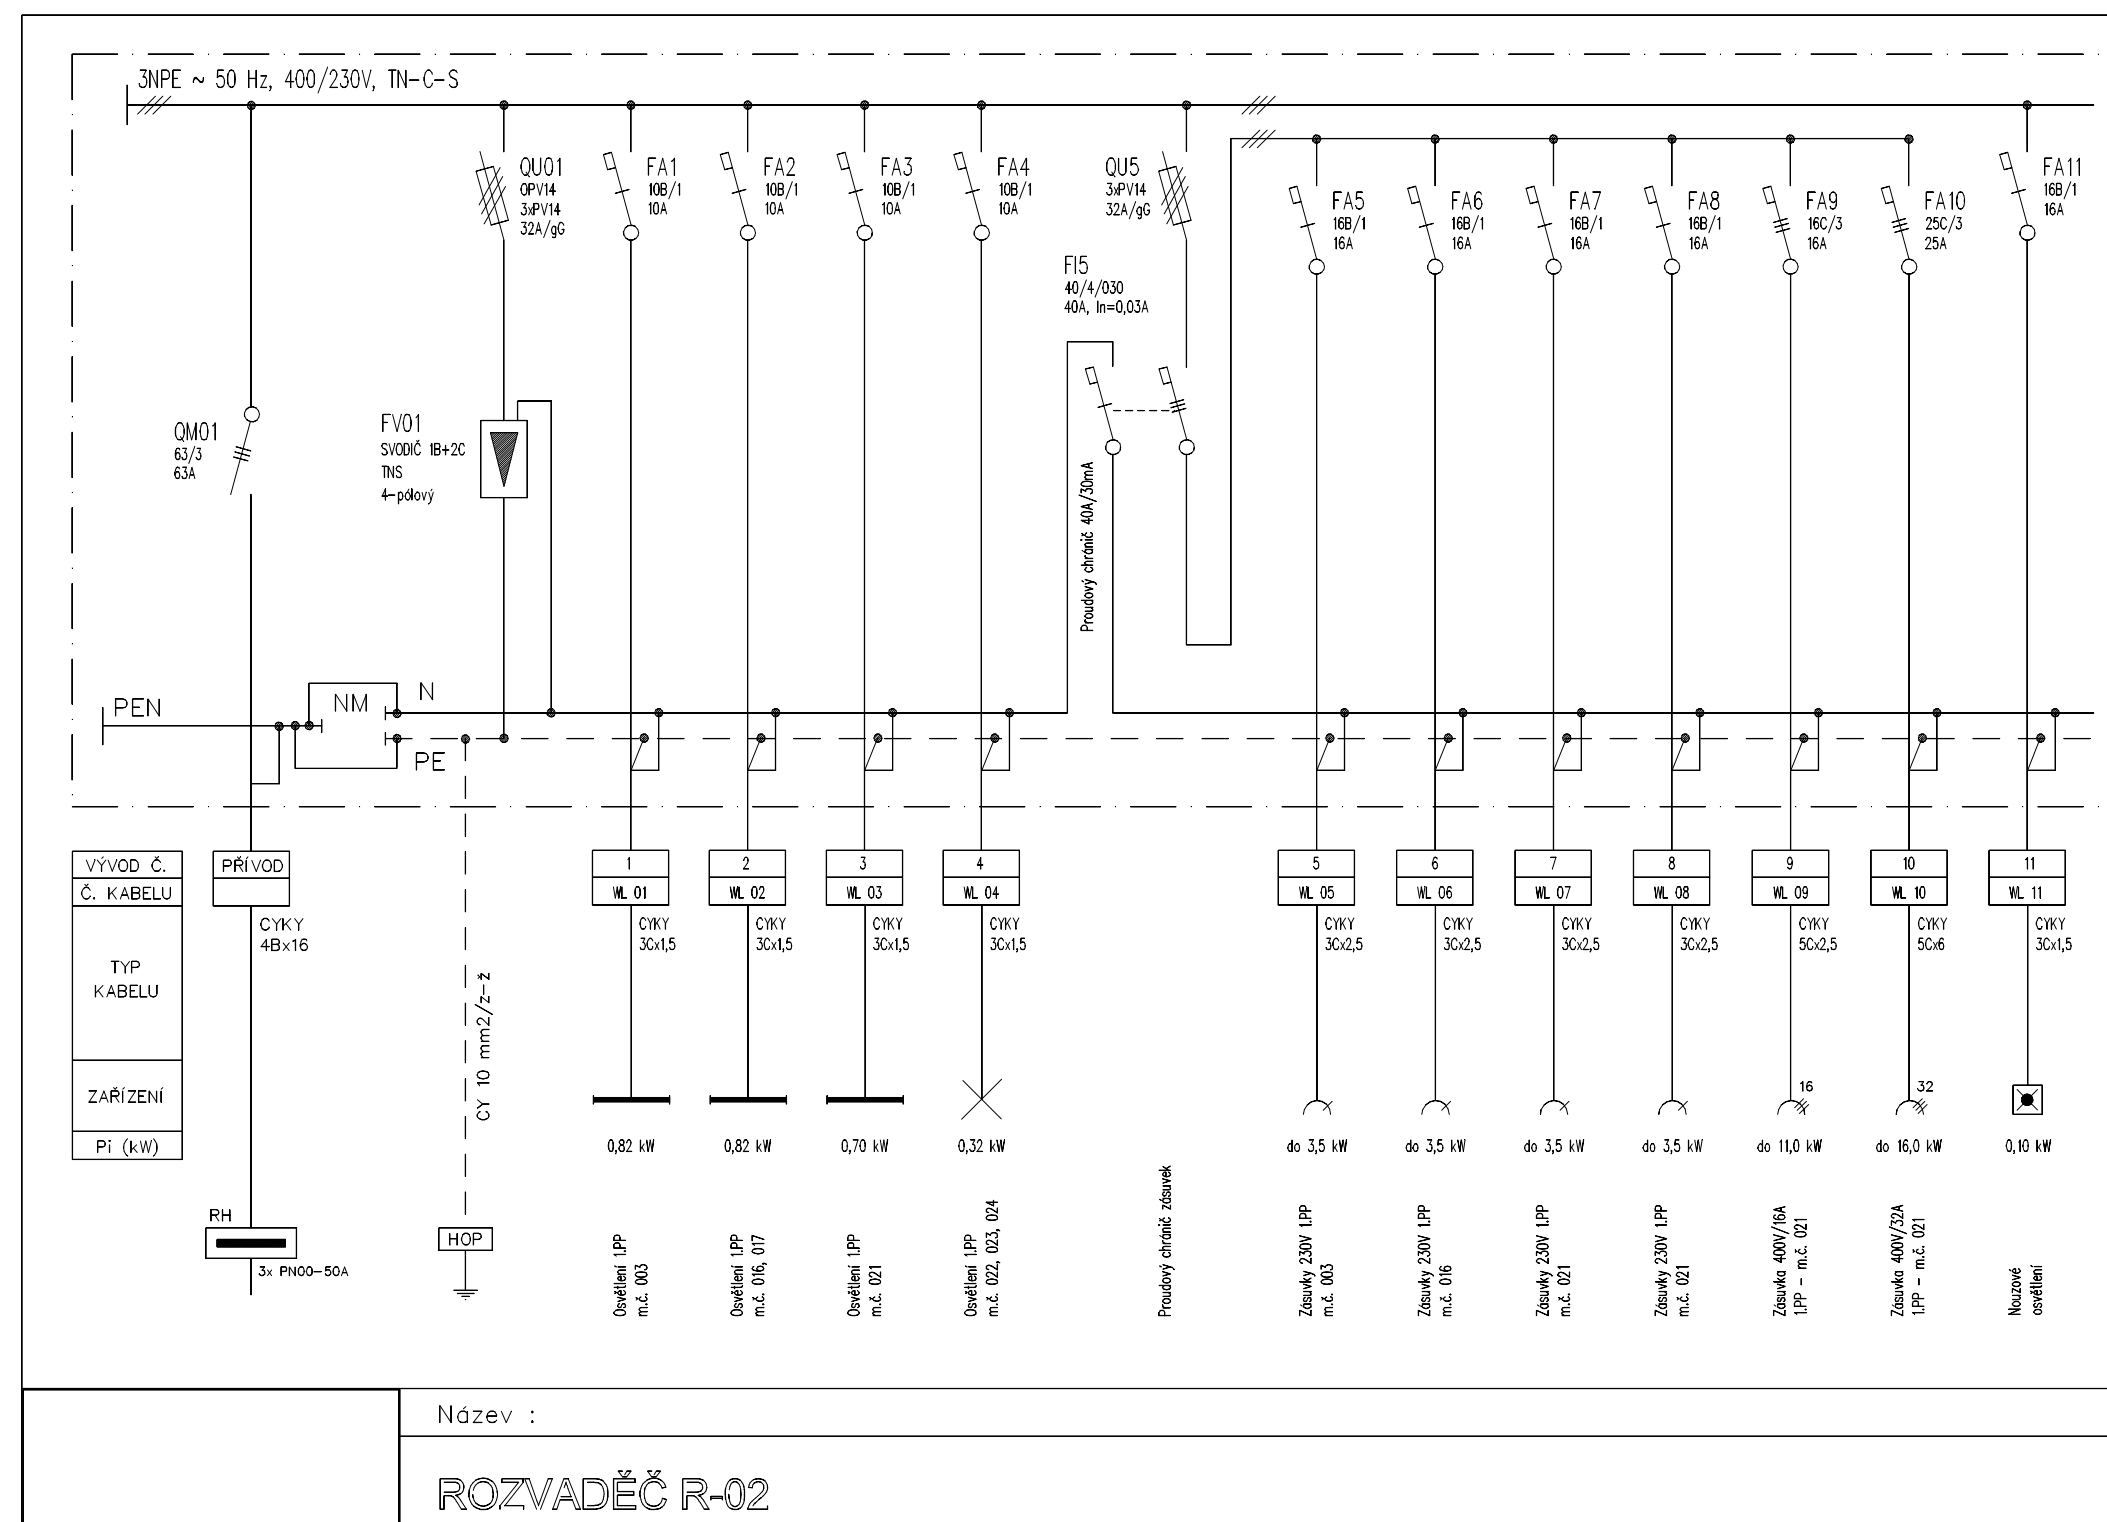 3NPE ~ 50 Hz, 400/230V, TN-C-S
QU01
OPV14
3xPV14
32A/gG
FA1
10B/1
10A
FA2
10B/1
10A
FA3
10B/1
10A
FA4
10B/1
10A
QU5
3xPV14
32A/gG
FA5
16B/1
16A
FA6
16B/1
16A
FA7
16B/1
16A
FA8
16B/1
16A
FA9
16C/3
16A
FA10
25C/3
25A
FA11
16B/1
16A
FI5
40/4/030
40A, In=0,03A
QM01
63/3
63A
FV01
SVODIČ 1B+2C
TNS
4-pólový
Proudový chránič 40A/30mA
PEN
NM
N
PE
VÝVOD Č.
Č. KABELU
TYP
KABELU
ZAŘÍZENÍ
Pi (kW)
PŘÍVOD
CYKY
4Bx16
RH
3x PN00-50A
CY 10 mm2/z-ž
HOP
1
WL 01
CYKY
3Cx1,5
0,82 kW
Osvětlení 1.PP
m.č. 003
2
WL 02
CYKY
3Cx1,5
0,82 kW
Osvětlení 1.PP
m.č. 016, 017
3
WL 03
CYKY
3Cx1,5
0,70 kW
Osvětlení 1.PP
m.č. 021
4
WL 04
CYKY
3Cx1,5
0,32 kW
Osvětlení 1.PP
m.č. 022, 023, 024
Proudový chránič zásuvek
5
WL 05
CYKY
3Cx2,5
do 3,5 kW
Zásuvky 230V 1.PP
m.č. 003
6
WL 06
CYKY
3Cx2,5
do 3,5 kW
Zásuvky 230V 1.PP
m.č. 016
7
WL 07
CYKY
3Cx2,5
do 3,5 kW
Zásuvky 230V 1.PP
m.č. 021
8
WL 08
CYKY
3Cx2,5
do 3,5 kW
Zásuvky 230V 1.PP
m.č. 021
9
WL 09
CYKY
5Cx2,5
16
do 11,0 kW
Zásuvka 400V/16A
1.PP - m.č. 021
10
WL 10
CYKY
5Cx6
32
do 16,0 kW
Zásuvka 400V/32A
1.PP - m.č. 021
11
WL 11
CYKY
3Cx1,5
0,10 kW
Nouzové
osvětlení
Název :
ROZVADĚČ R-02